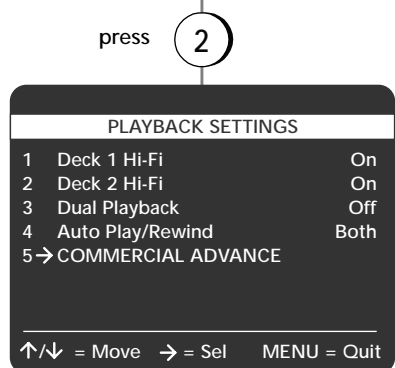 press 2
PLAYBACK SETTINGS
1 Deck 1 Hi-Fi On
2 Deck 2 Hi-Fi On
3 Dual Playback Off
4 Auto Play/Rewind Both
5→COMMERCIAL ADVANCE
↑/↓ = Move → = Sel MENU = Quit